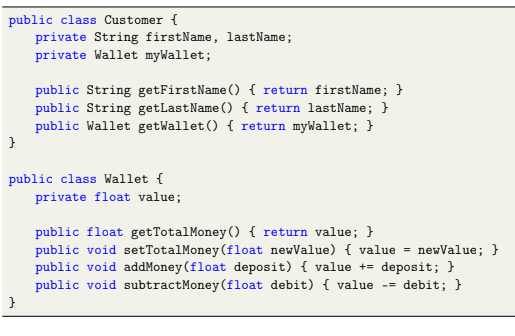 public class Customer {
private String firstName, lastName;
private Wallet myWallet;
public String getFirstName() { return firstName; }
public String getLastName() { return lastName; }
public Wallet getWallet() { return myWallet; }
}
public class Wallet {
private float value;
public float getTotalMoney() { return value; }
public void setTotalMoney(float newValue) { value = newValue; }
public void addMoney(float deposit) { value += deposit; }
public void subtractMoney(float debit) { value -= debit; }
}